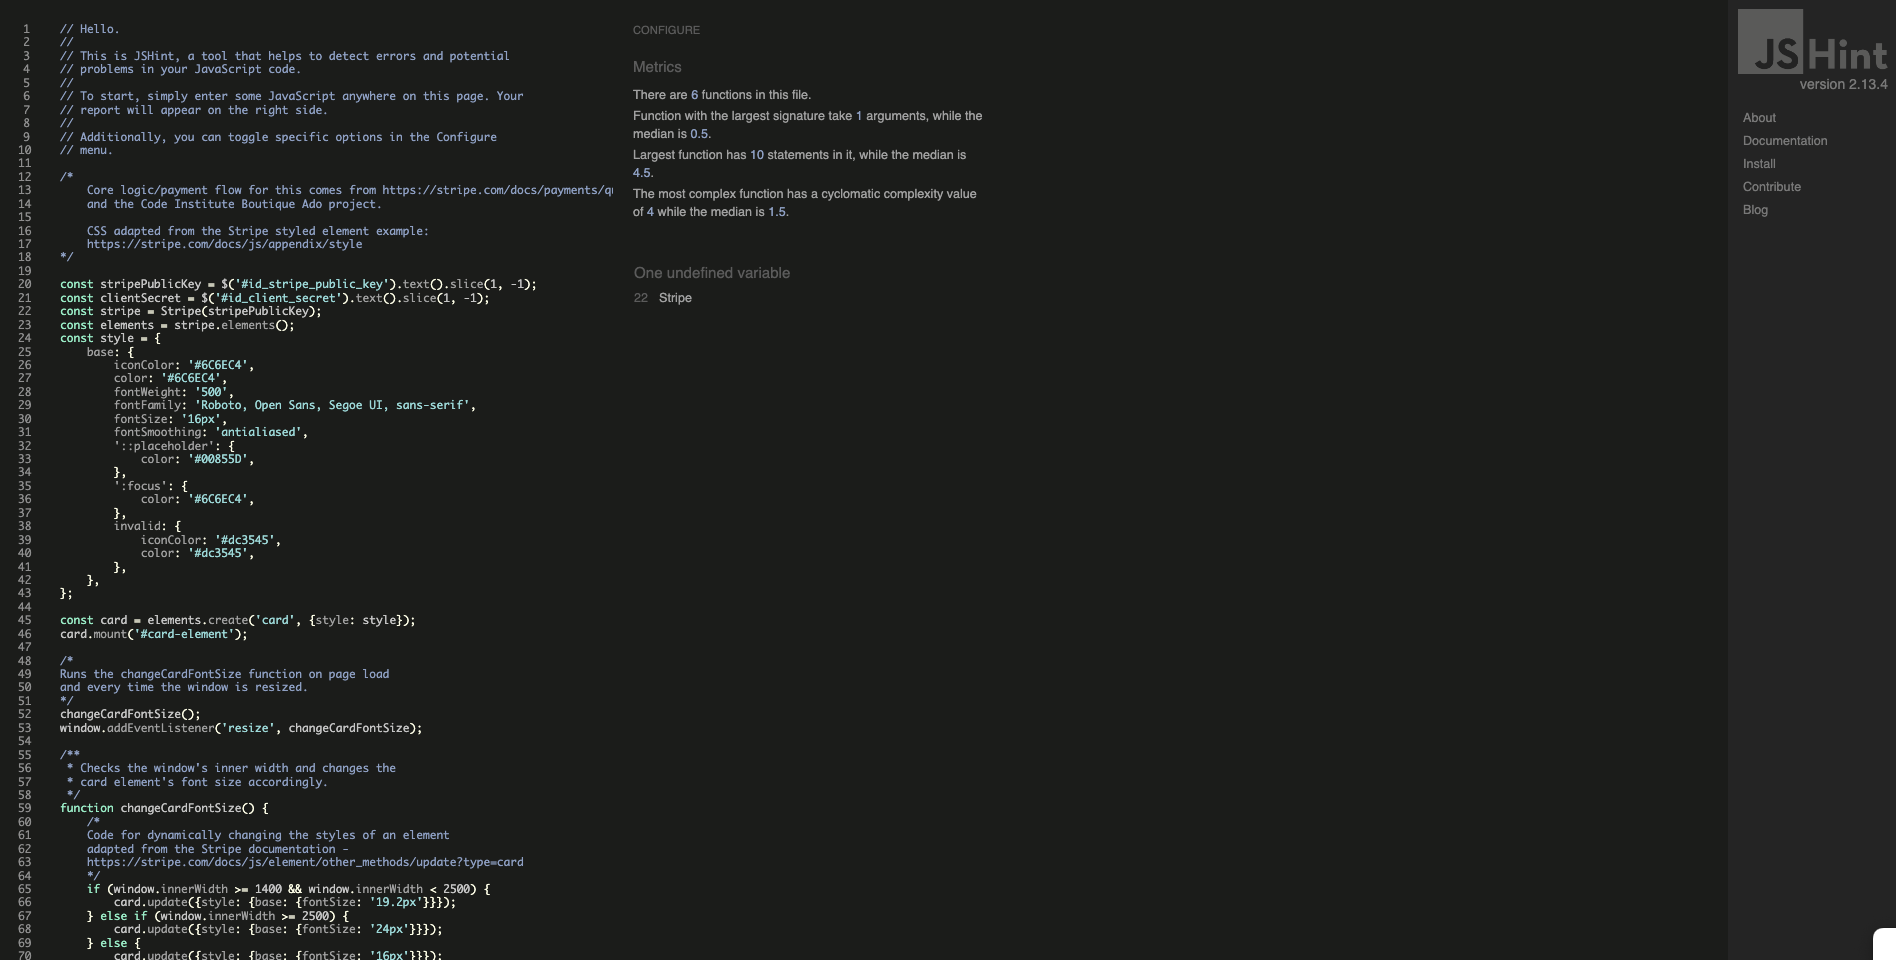 1 // Hello.
2 //
3 // This is JSHint, a tool that helps to detect errors and potential
4 // problems in your JavaScript code.
5 //
6 // To start, simply enter some JavaScript anywhere on this page. Your
7 // report will appear on the right side.
8 //
9 // Additionally, you can toggle specific options in the Configure
10 // menu.
11
12 /*
13 Core logic/payment flow for this comes from https://stripe.com/docs/payments/q
14 and the Code Institute Boutique Ado project.
15
16 CSS adapted from the Stripe styled element example:
17 https://stripe.com/docs/js/appendix/style
18 */
19
20 const stripePublicKey = $('#id_stripe_public_key').text().slice(1, -1);
21 const clientSecret = $('#id_client_secret').text().slice(1, -1);
22 const stripe = Stripe(stripePublicKey);
23 const elements = stripe.elements();
24 const style = {
25 base: {
26 iconColor: '#6C6EC4',
27 color: '#6C6EC4',
28 fontWeight: '500',
29 fontFamily: 'Roboto, Open Sans, Segoe UI, sans-serif',
30 fontSize: '16px',
31 fontSmoothing: 'antialiased',
32 '::placeholder': {
33 color: '#00855D',
34 },
35 ':focus': {
36 color: '#6C6EC4',
37 },
38 invalid: {
39 iconColor: '#dc3545',
40 color: '#dc3545',
41 },
42 },
43 };
44
45 const card = elements.create('card', {style: style});
46 card.mount('#card-element');
47
48 /*
49 Runs the changeCardFontSize function on page load
50 and every time the window is resized.
51 */
52 changeCardFontSize();
53 window.addEventListener('resize', changeCardFontSize);
54
55 /**
56 * Checks the window's inner width and changes the
57 * card element's font size accordingly.
58 */
59 function changeCardFontSize() {
60 /*
61 Code for dynamically changing the styles of an element
62 adapted from the Stripe documentation -
63 https://stripe.com/docs/js/element/other_methods/update?type=card
64 */
65 if (window.innerWidth >= 1400 && window.innerWidth < 2500) {
66 card.update({style: {base: {fontSize: '19.2px'}}});
67 } else if (window.innerWidth >= 2500) {
68 card.update({style: {base: {fontSize: '24px'}}});
69 } else {
70 card.update({style: {base: {fontSize: '16px'}}});
CONFIGURE
Metrics
There are 6 functions in this file.
Function with the largest signature take 1 arguments, while the
median is 0.5.
Largest function has 10 statements in it, while the median is
4.5.
The most complex function has a cyclomatic complexity value
of 4 while the median is 1.5.
One undefined variable
22 Stripe
JSHint
version 2.13.4
About
Documentation
Install
Contribute
Blog